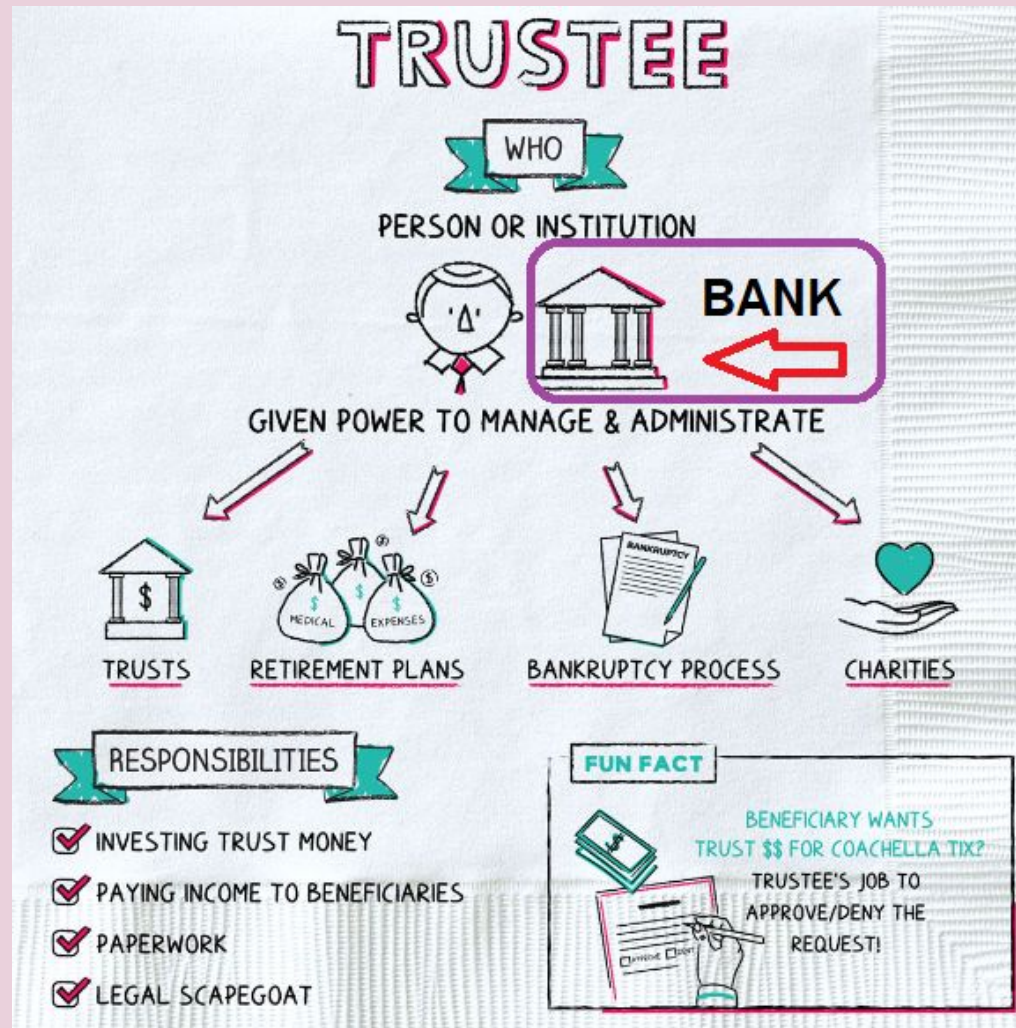 TRUSTEE
WHO
PERSON OR INSTITUTION
BANK
GIVEN POWER TO MANAGE & ADMINISTRATE
$
MEDICAL
$
$
$
EXPENSES
$
$
BANKRUPTCY
TRUSTS
RETIREMENT PLANS
BANKRUPTCY PROCESS
CHARITIES
RESPONSIBILITIES
INVESTING TRUST MONEY
PAYING INCOME TO BENEFICIARIES
PAPERWORK
LEGAL SCAPEGOAT
FUN FACT
$
BENEFICIARY WANTS
TRUST $$ FOR COACHELLA TIX?
TRUSTEE'S JOB TO
APPROVE/DENY THE
REQUEST!
APPROVE
DENY